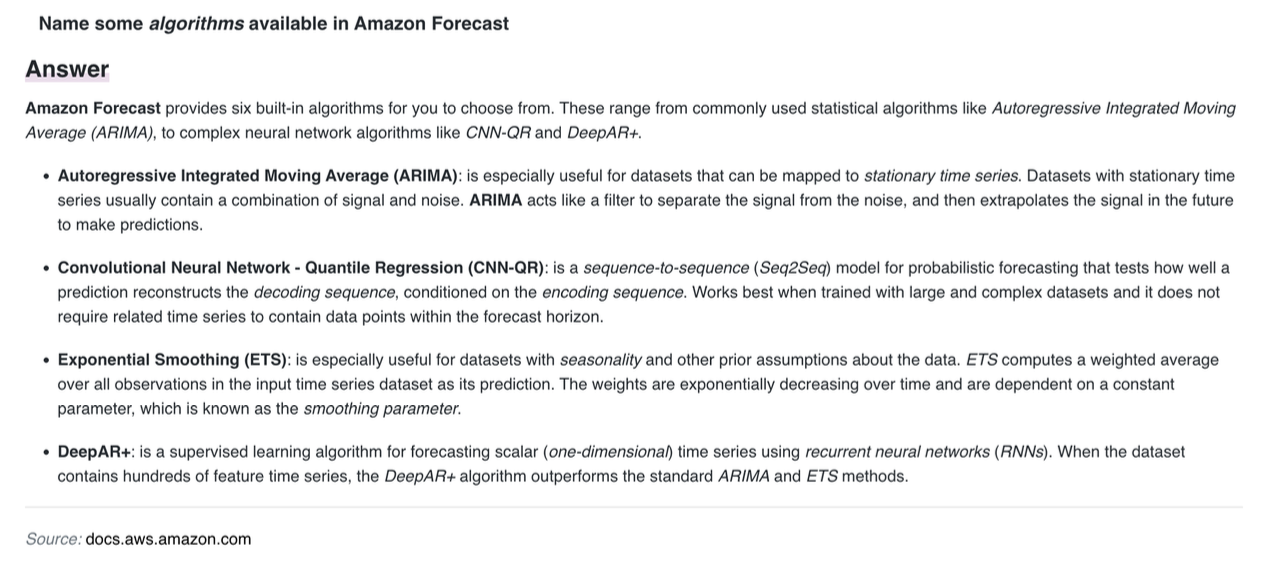 Name some algorithms available in Amazon Forecast
Answer
Amazon Forecast provides six built-in algorithms for you to choose from. These range from commonly used statistical algorithms like Autoregressive Integrated Moving
Average (ARIMA), to complex neural network algorithms like CNN-QR and DeepAR+.
• Autoregressive Integrated Moving Average (ARIMA): is especially useful for datasets that can be mapped to stationary time series. Datasets with stationary time
series usually contain a combination of signal and noise. ARIMA acts like a filter to separate the signal from the noise, and then extrapolates the signal in the future
to make predictions.
• Convolutional Neural Network - Quantile Regression (CNN-QR): is a sequence-to-sequence (Seq2Seq) model for probabilistic forecasting that tests how well a
prediction reconstructs the decoding sequence, conditioned on the encoding sequence. Works best when trained with large and complex datasets and it does not
require related time series to contain data points within the forecast horizon.
• Exponential Smoothing (ETS): is especially useful for datasets with seasonality and other prior assumptions about the data. ETS computes a weighted average
over all observations in the input time series dataset as its prediction. The weights are exponentially decreasing over time and are dependent on a constant
parameter, which is known as the smoothing parameter.
• DeepAR+: is a supervised learning algorithm for forecasting scalar (one-dimensional) time series using recurrent neural networks (RNNs). When the dataset
contains hundreds of feature time series, the DeepAR+ algorithm outperforms the standard ARIMA and ETS methods.
Source: docs.aws.amazon.com